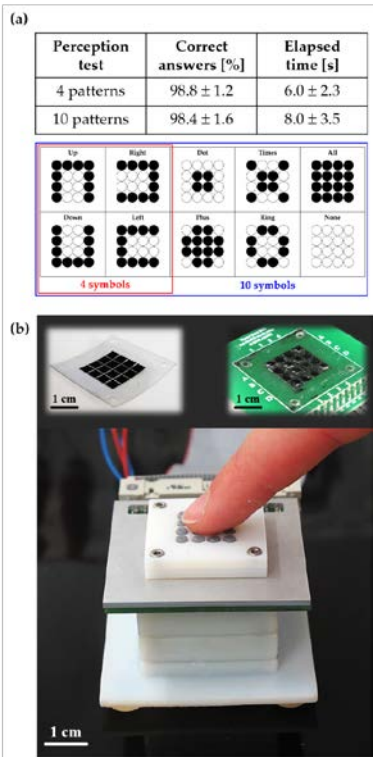 (a)
Perception test Correct answers [%] Elapsed time [s]
4 patterns 98.8 ± 1.2 6.0 ± 2.3
10 patterns 98.4 ± 1.6 8.0 ± 3.5
Up Right Dot Times All
Down Left Plus Ring None
4 symbols 10 symbols
(b)
1 cm 1 cm
1 cm